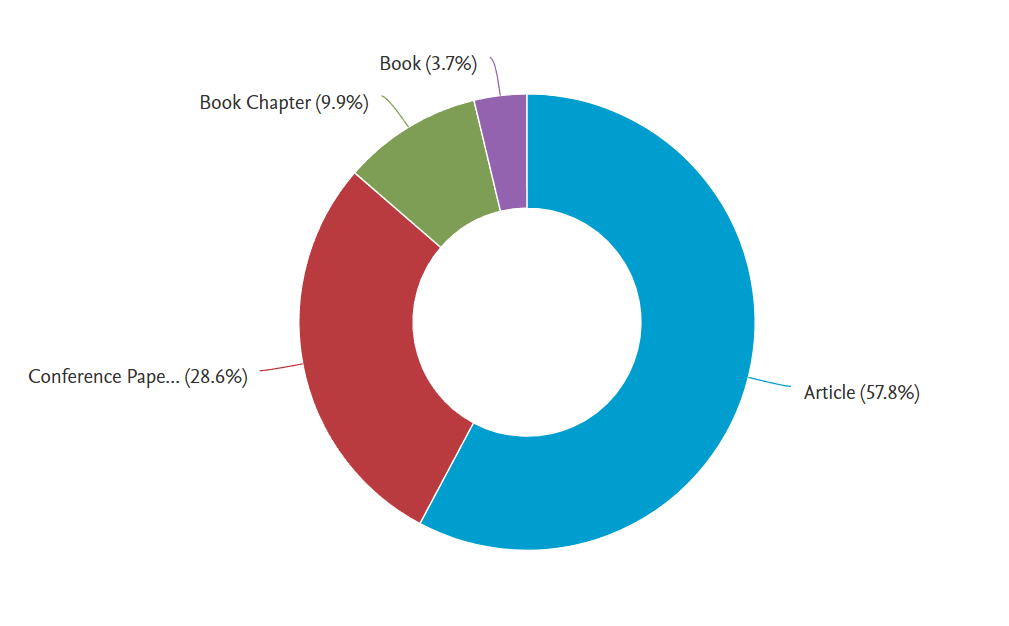 Book (3.7%)
Book Chapter (9.9%)
Conference Pape... (28.6%)
Article (57.8%)